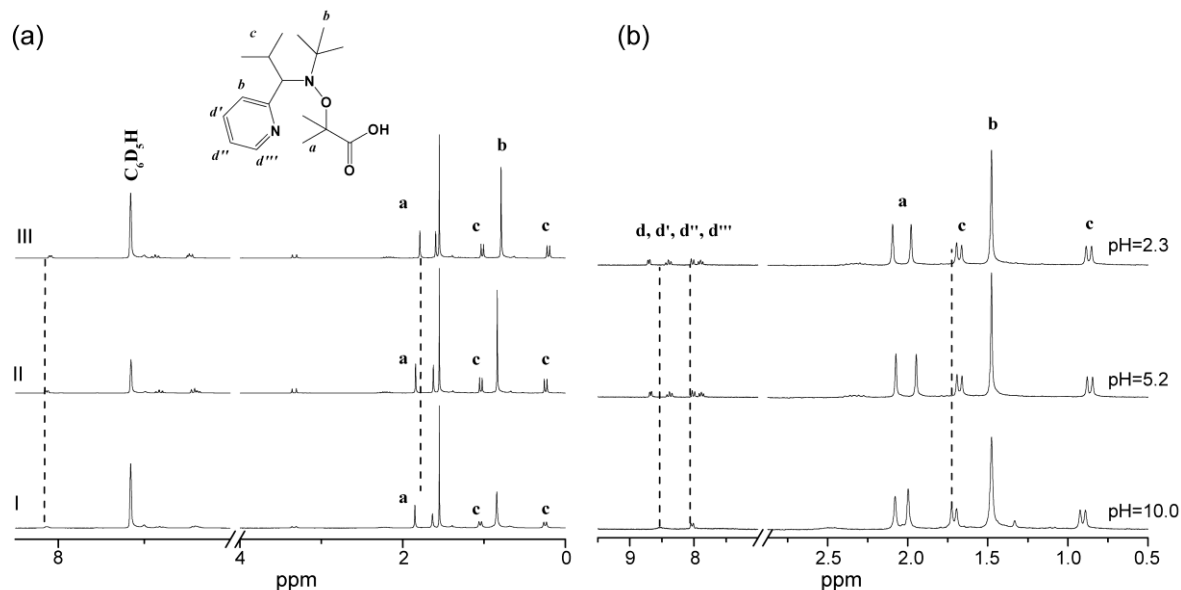 (a)
(b)
b
c
N
O
b
d'
N
OH
d''
d'''
a
O
C6D5H
b
a
c
c
III
a
c
c
II
a
c
c
I
8
4
2
0
ppm
b
a
d, d', d'', d'''
c
c
pH=2.3
pH=5.2
pH=10.0
9
8
2.5
2.0
1.5
1.0
0.5
ppm